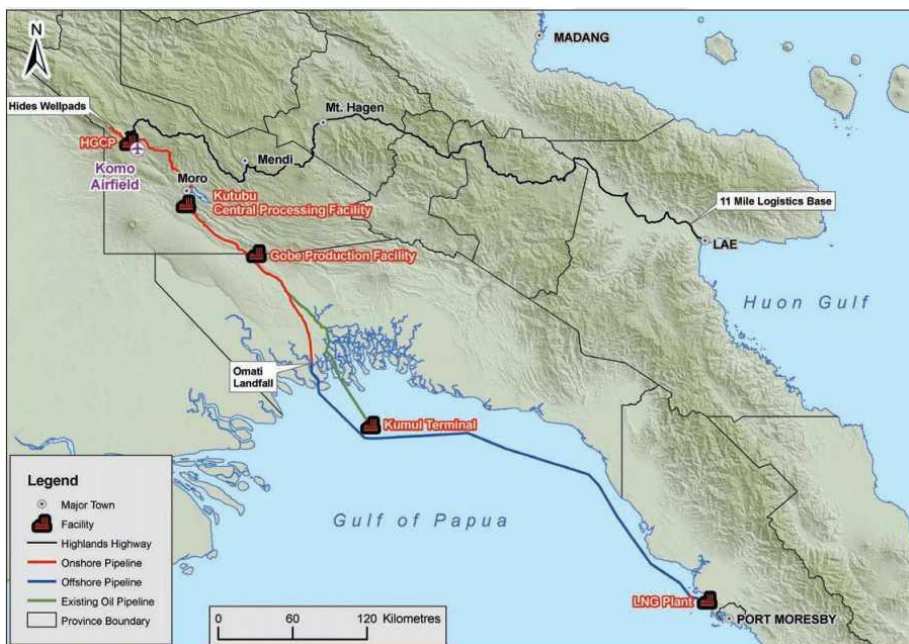 N
MADANG
Hides Wellpads
Mt. Hagen
HGCP
Mendi
Komo
Airfield
Moro
Kutubu
Central Processing Facility
11 Mile Logistics Base
LAE
Gobe Production Facility
Huon Gulf
Omati
Landfall
Kumul Terminal
Legend
Major Town
Facility
Highlands Highway
Onshore Pipeline
Offshore Pipeline
Existing Oil Pipeline
Province Boundary
Gulf of Papua
LNG Plant
PORT MORESBY
0 60 120 Kilometres